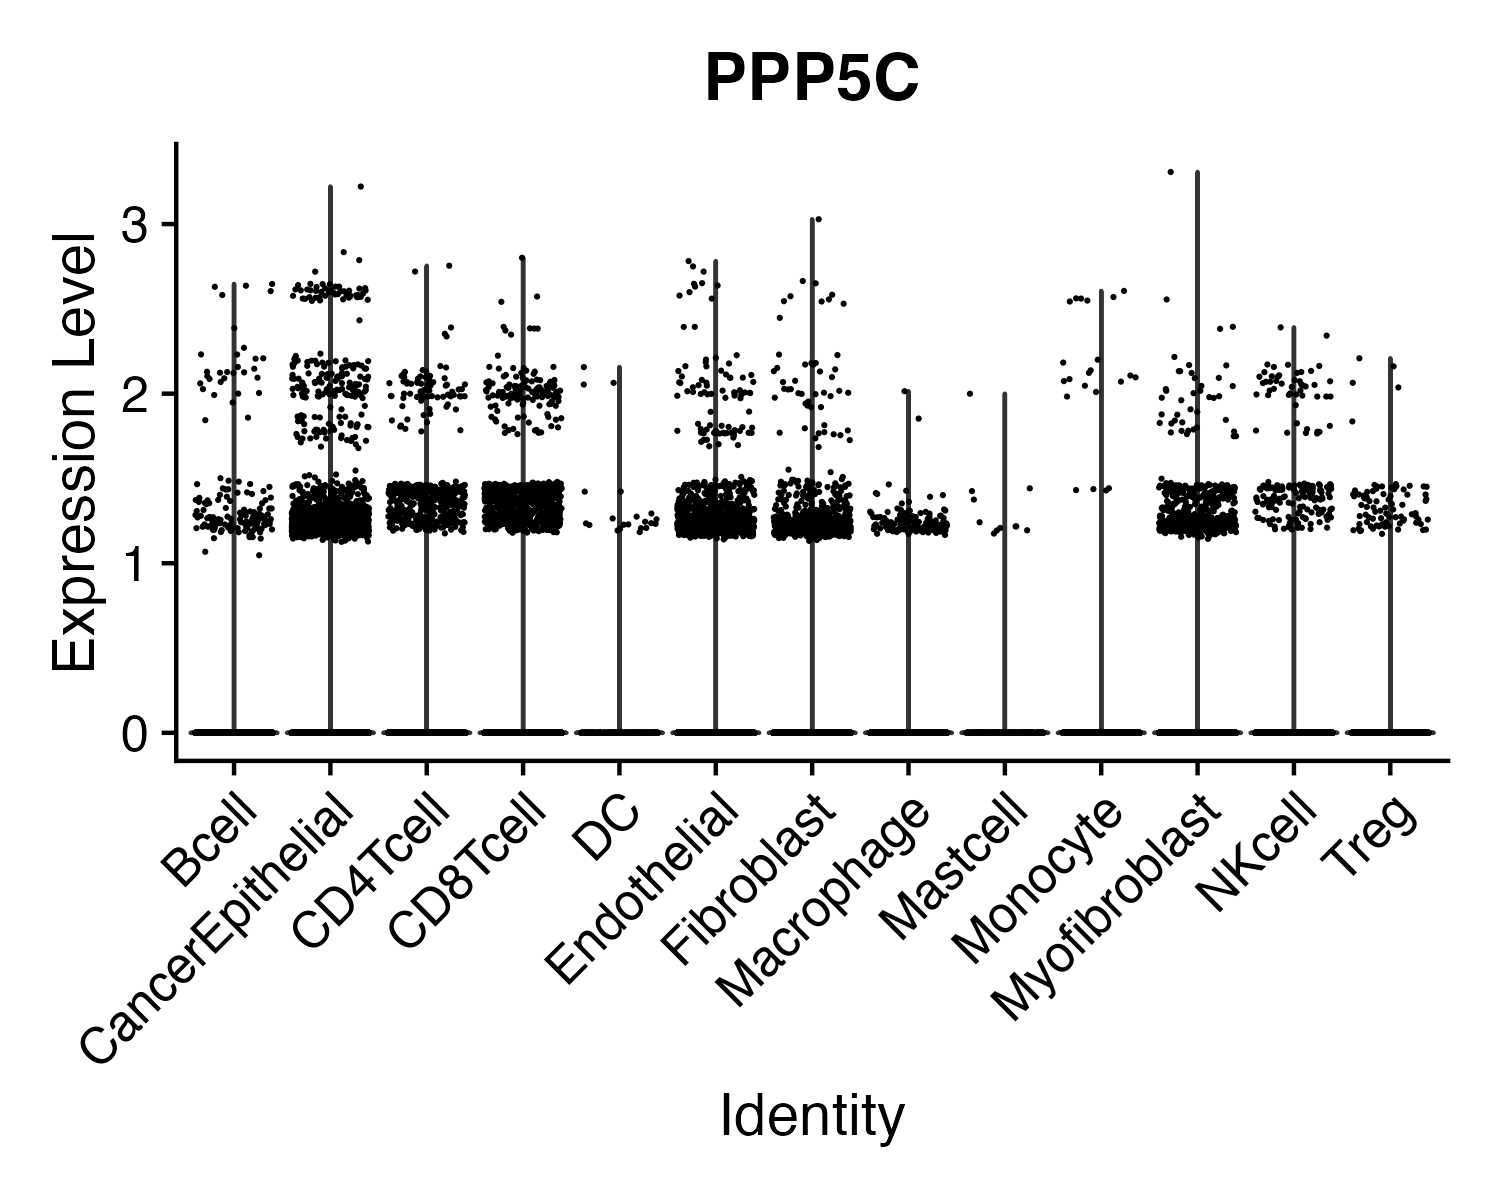 PPP5C
Expression Level
3
2
1
0
Bcell
CancerEpithelial
CD4Tcell
CD8Tcell
DC
Endothelial
Fibroblast
Macrophage
Mastcell
Monocyte
Myofibroblast
NKcell
Treg
Identity